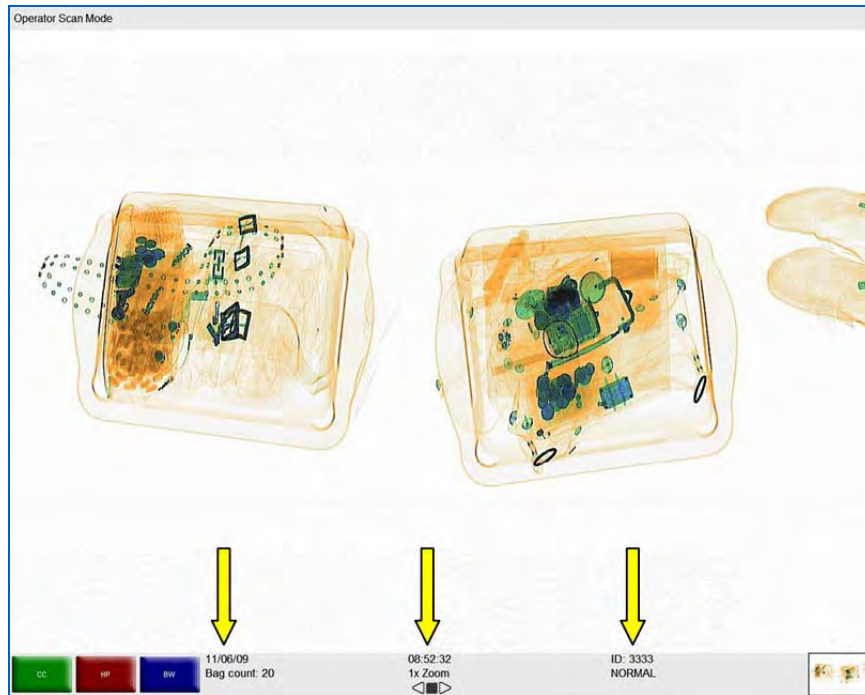 Operator Scan Mode
CC
HP
BW
11/06/09
Bag count: 20
08:52:32
1x Zoom
ID: 3333
NORMAL